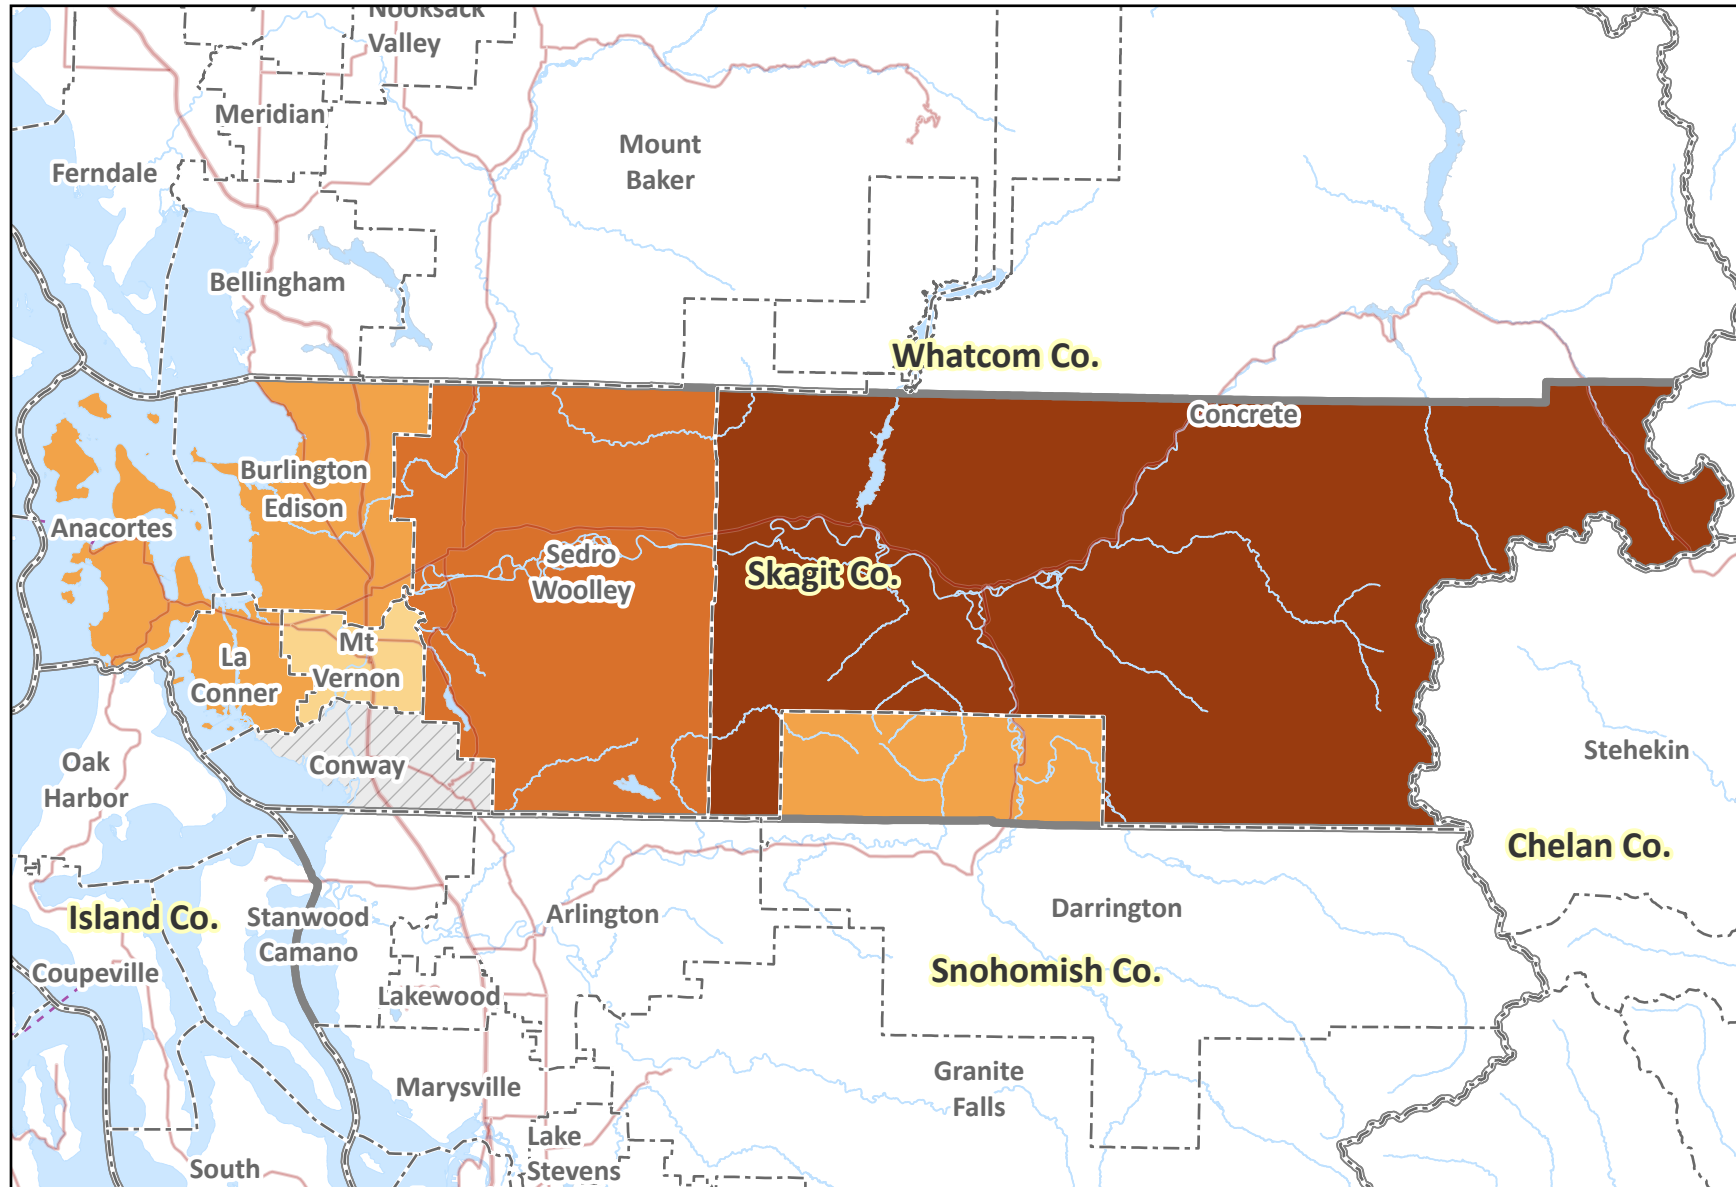 Nooksack
Valley
Meridian
Ferndale
Mount
Baker
Bellingham
Whatcom Co.
Concrete
Burlington
Edison
Anacortes
Sedro
Woolley
Skagit Co.
Mt
Vernon
La
Conner
Conway
Oak
Harbor
Stehekin
Chelan Co.
Island Co.
Stanwood
Camano
Arlington
Darrington
Coupeville
Lakewood
Snohomish Co.
Marysville
Granite
Falls
Lake
Stevens
South